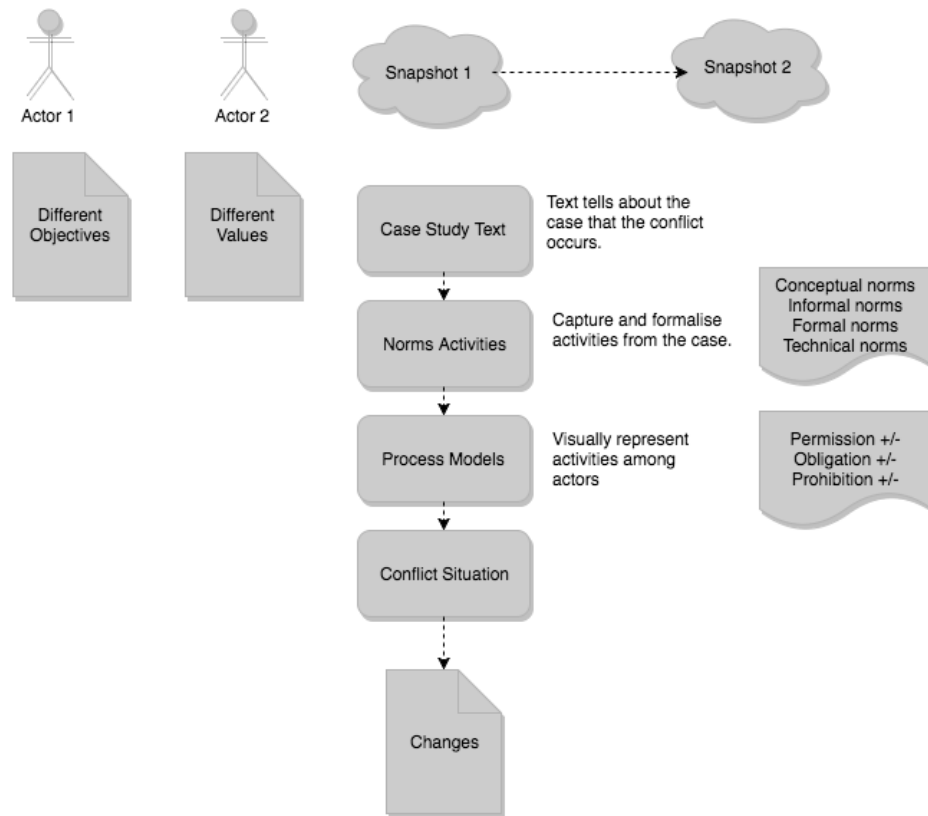 Actor 1
Actor 2
Snapshot 1
Snapshot 2
Different
Objectives
Different
Values
Case Study Text
Text tells about the
case that the conflict
occurs.
Norms Activities
Capture and formalise
activities from the case.
Conceptual norms
Informal norms
Formal norms
Technical norms
Process Models
Visually represent
activities among
actors
Permission +/-
Obligation +/-
Prohibition +/-
Conflict Situation
Changes